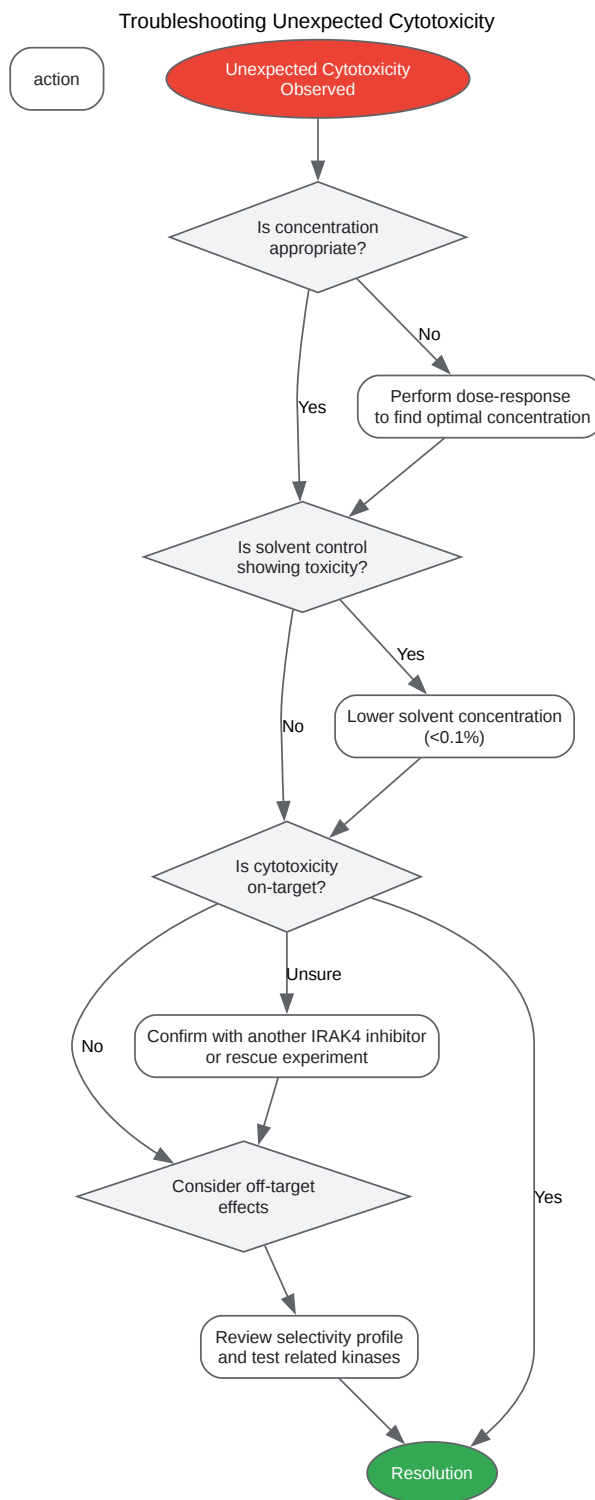 Troubleshooting Unexpected Cytotoxicity
action
Unexpected Cytotoxicity
Observed
Is concentration
appropriate?
No
Perform dose-response
to find optimal concentration
Yes
Is solvent control
showing toxicity?
Yes
Lower solvent concentration
(<0.1%)
No
Is cytotoxicity
on-target?
Unsure
Confirm with another IRAK4 inhibitor
or rescue experiment
No
Consider off-target
effects
Yes
Review selectivity profile
and test related kinases
Resolution